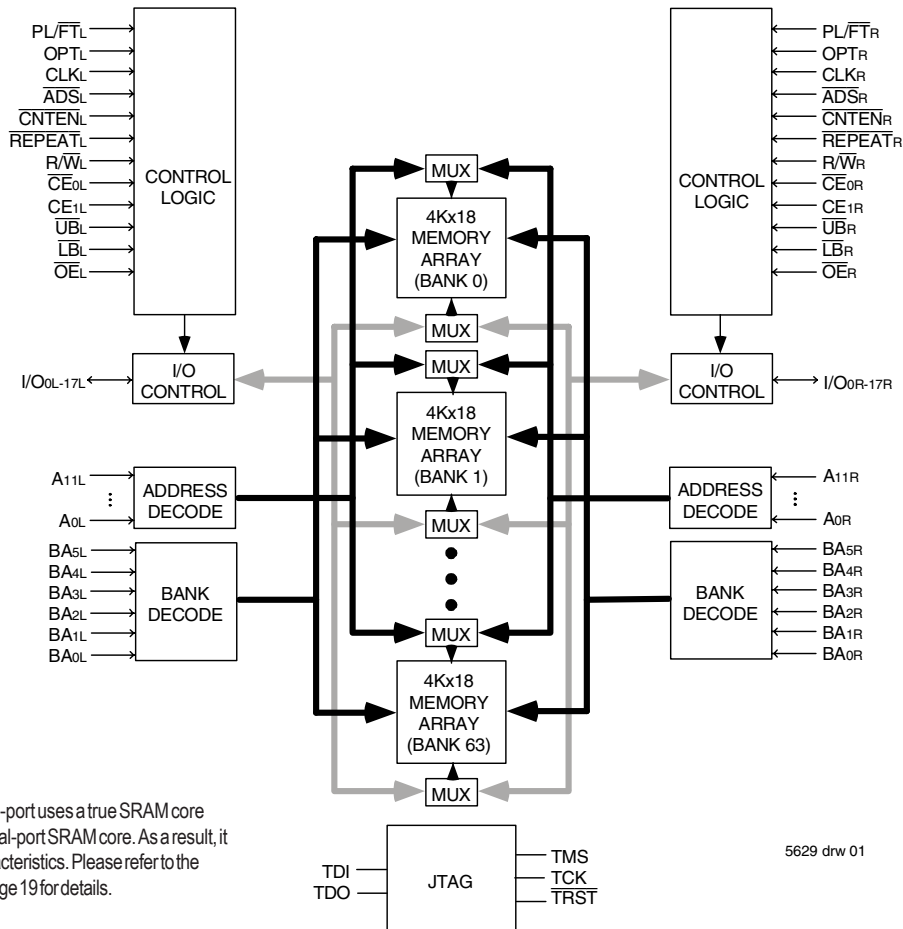 PL/FTL
OPTL
CLKL
ADSL
CNTENL
REPEATL
R/WL
CE0L
CE1L
UBL
LBL
OEL
CONTROL
LOGIC
I/O
CONTROL
I/O0L-17L
A11L
A0L
ADDRESS
DECODE
BA5L
BA4L
BA3L
BA2L
BA1L
BA0L
BANK
DECODE
MUX
4Kx18
MEMORY
ARRAY
(BANK 0)
MUX
MUX
4Kx18
MEMORY
ARRAY
(BANK 1)
MUX
MUX
4Kx18
MEMORY
ARRAY
(BANK 63)
MUX
CONTROL
LOGIC
PL/FTR
OPTR
CLKR
ADSR
CNTENR
REPEATR
R/WR
CE0R
CE1R
UBR
LBR
OER
I/O
CONTROL
I/O0R-17R
ADDRESS
DECODE
A11R
A0R
BANK
DECODE
BA5R
BA4R
BA3R
BA2R
BA1R
BA0R
-port uses a true SRAM core
al-port SRAM core. As a result, it
acteristics. Please refer to the
ge 19 for details.
TDI
TDO
JTAG
TMS
TCK
TRST
5629 drw 01